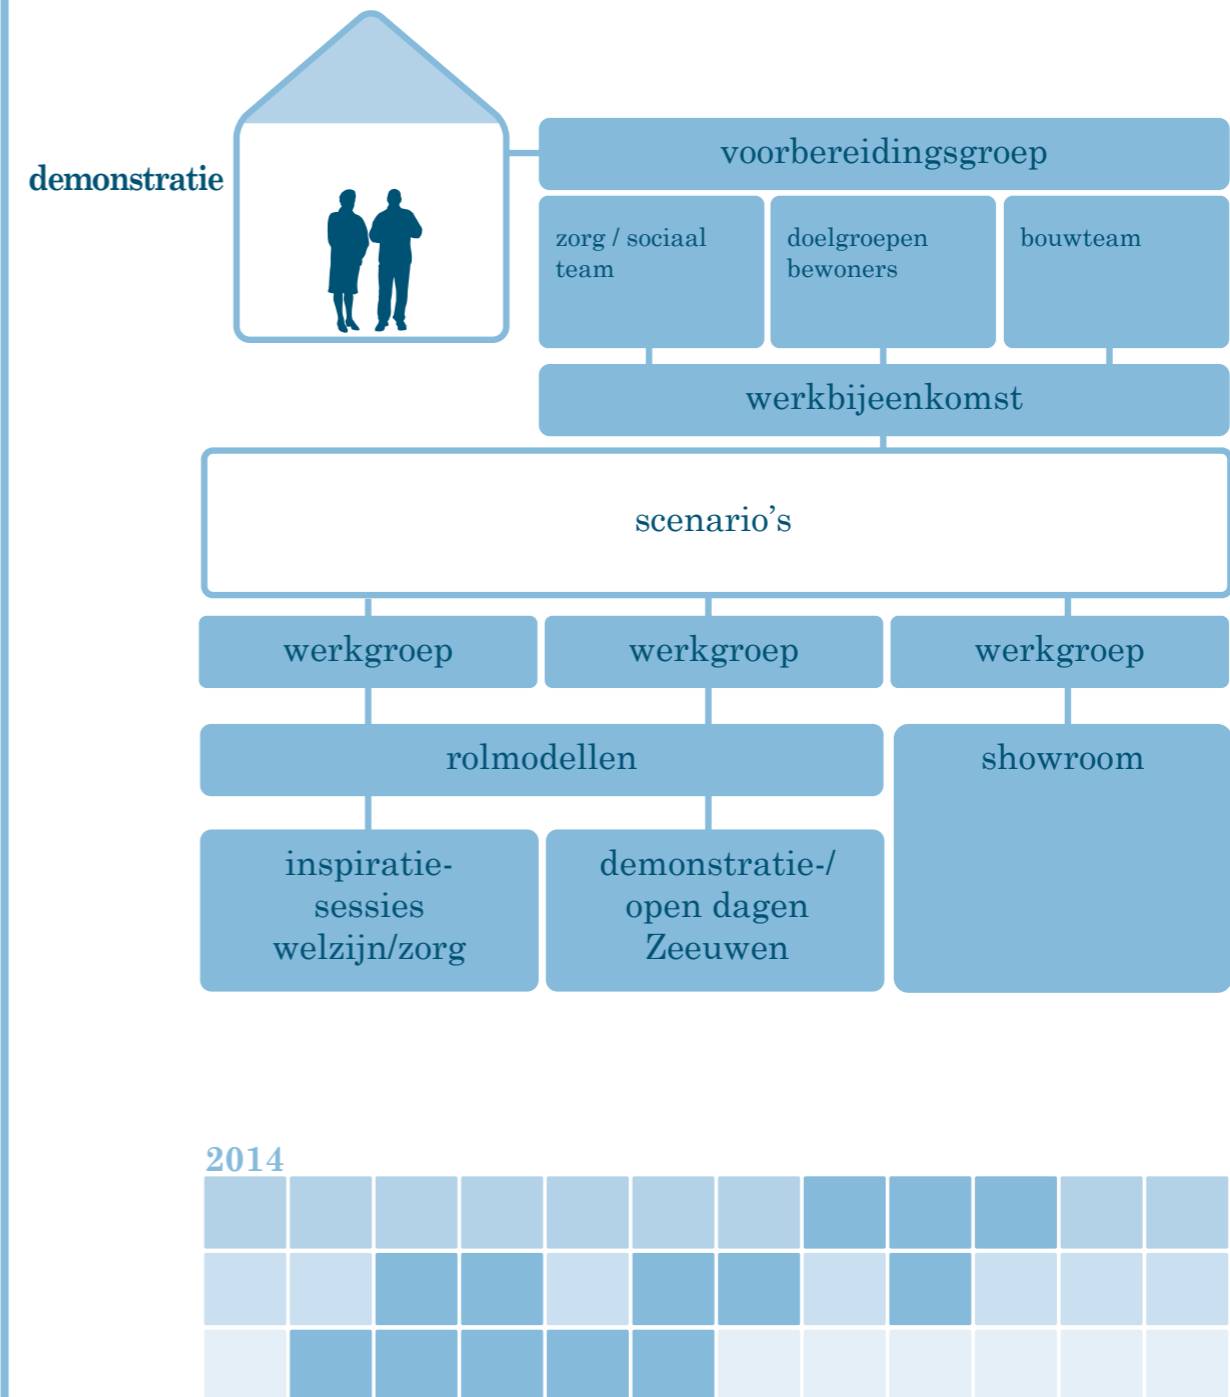 demonstratie
voorbereidingsgroep
zorg / sociaal
team
doelgroepen
bewoners
bouwteam
werkbijeenkomst
scenario’s
werkgroep
werkgroep
werkgroep
rolmodellen
showroom
inspiratie-
sessies
welzijn/zorg
demonstratie-/
open dagen
Zeeuwen
2014